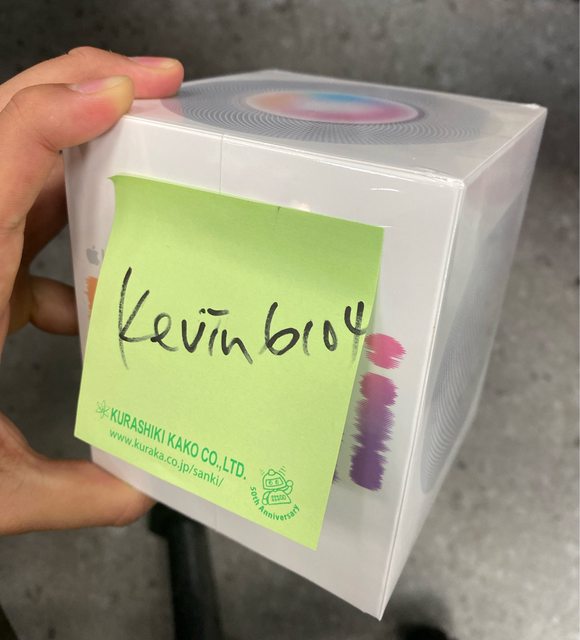 Kevin6104
KURASHIKI KAKO CO.,LTD.
www.kuraka.co.jp/sanki/
50th Anniversary